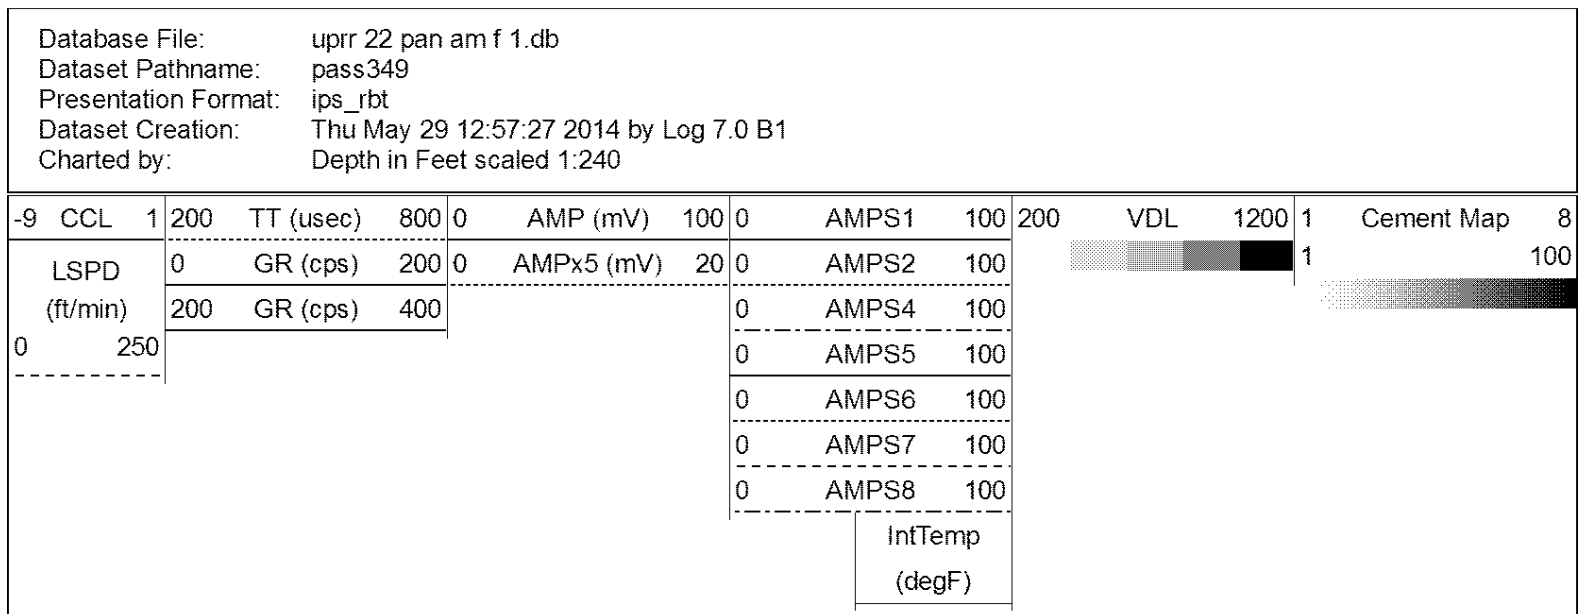 Database File: uprr 22 pan am f 1.db
Dataset Pathname: pass349
Presentation Format: ips_rbt
Dataset Creation: Thu May 29 12:57:27 2014 by Log 7.0 B1
Charted by: Depth in Feet scaled 1:240
-9 CCL 1 200 TT (usec) 800 0 AMP (mV) 100 0 AMPS1 100 200 VDL 1200 1 Cement Map 8
LSPD 0 GR (cps) 200 0 AMPx5 (mV) 20 0 AMPS2 100 1 100
(ft/min) 200 GR (cps) 400 0 AMPS4 100
0 250 0 AMPS5 100
0 AMPS6 100
0 AMPS7 100
0 AMPS8 100
IntTemp
(degF)